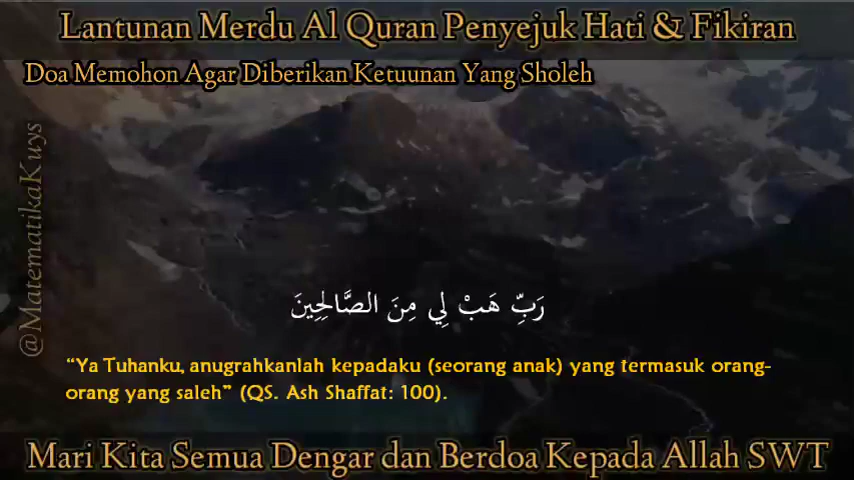 Lantunan Merdu Al Quran Penyejuk Hati & Fikiran
Doa Memohon Agar Diberikan Ketuunan Yang Sholeh
@MatematikaKuys
رَبِّ هَبْ لِي مِنَ الصَّالِحِينَ
“Ya Tuhanku, anugrahkanlah kepadaku (seorang anak) yang termasuk orang-
orang yang saleh” (QS. Ash Shaffat: 100).
Mari Kita Semua Dengar dan Berdoa Kepada Allah SWT